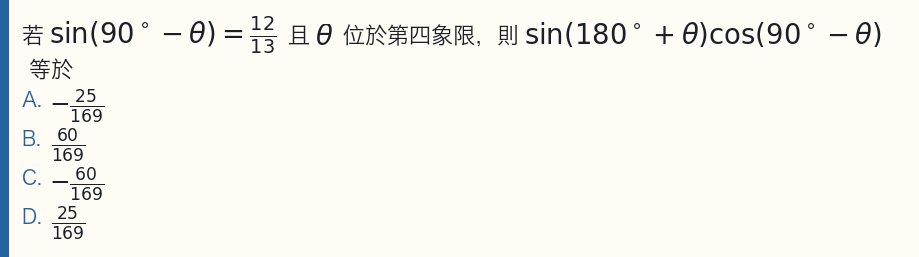 若 sin(90° − θ) = 12/13 且 θ 位於第四象限，則 sin(180° + θ)cos(90° − θ)
等於
A. −25/169
B. 60/169
C. −60/169
D. 25/169